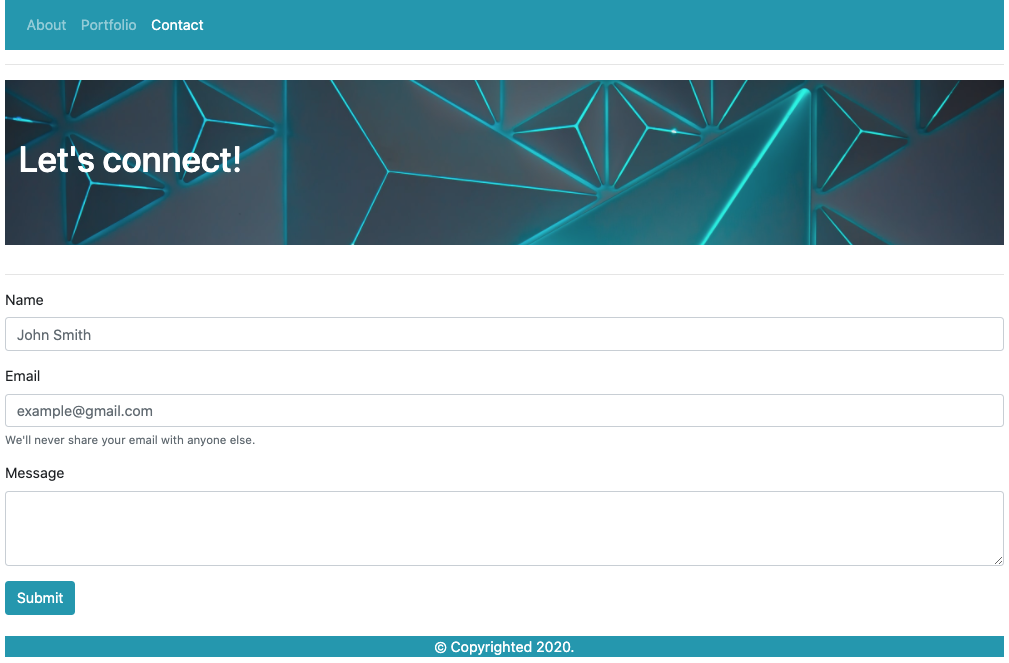 About Portfolio Contact
Let's connect!
Name
John Smith
Email
example@gmail.com
We'll never share your email with anyone else.
Message
Submit
© Copyrighted 2020.